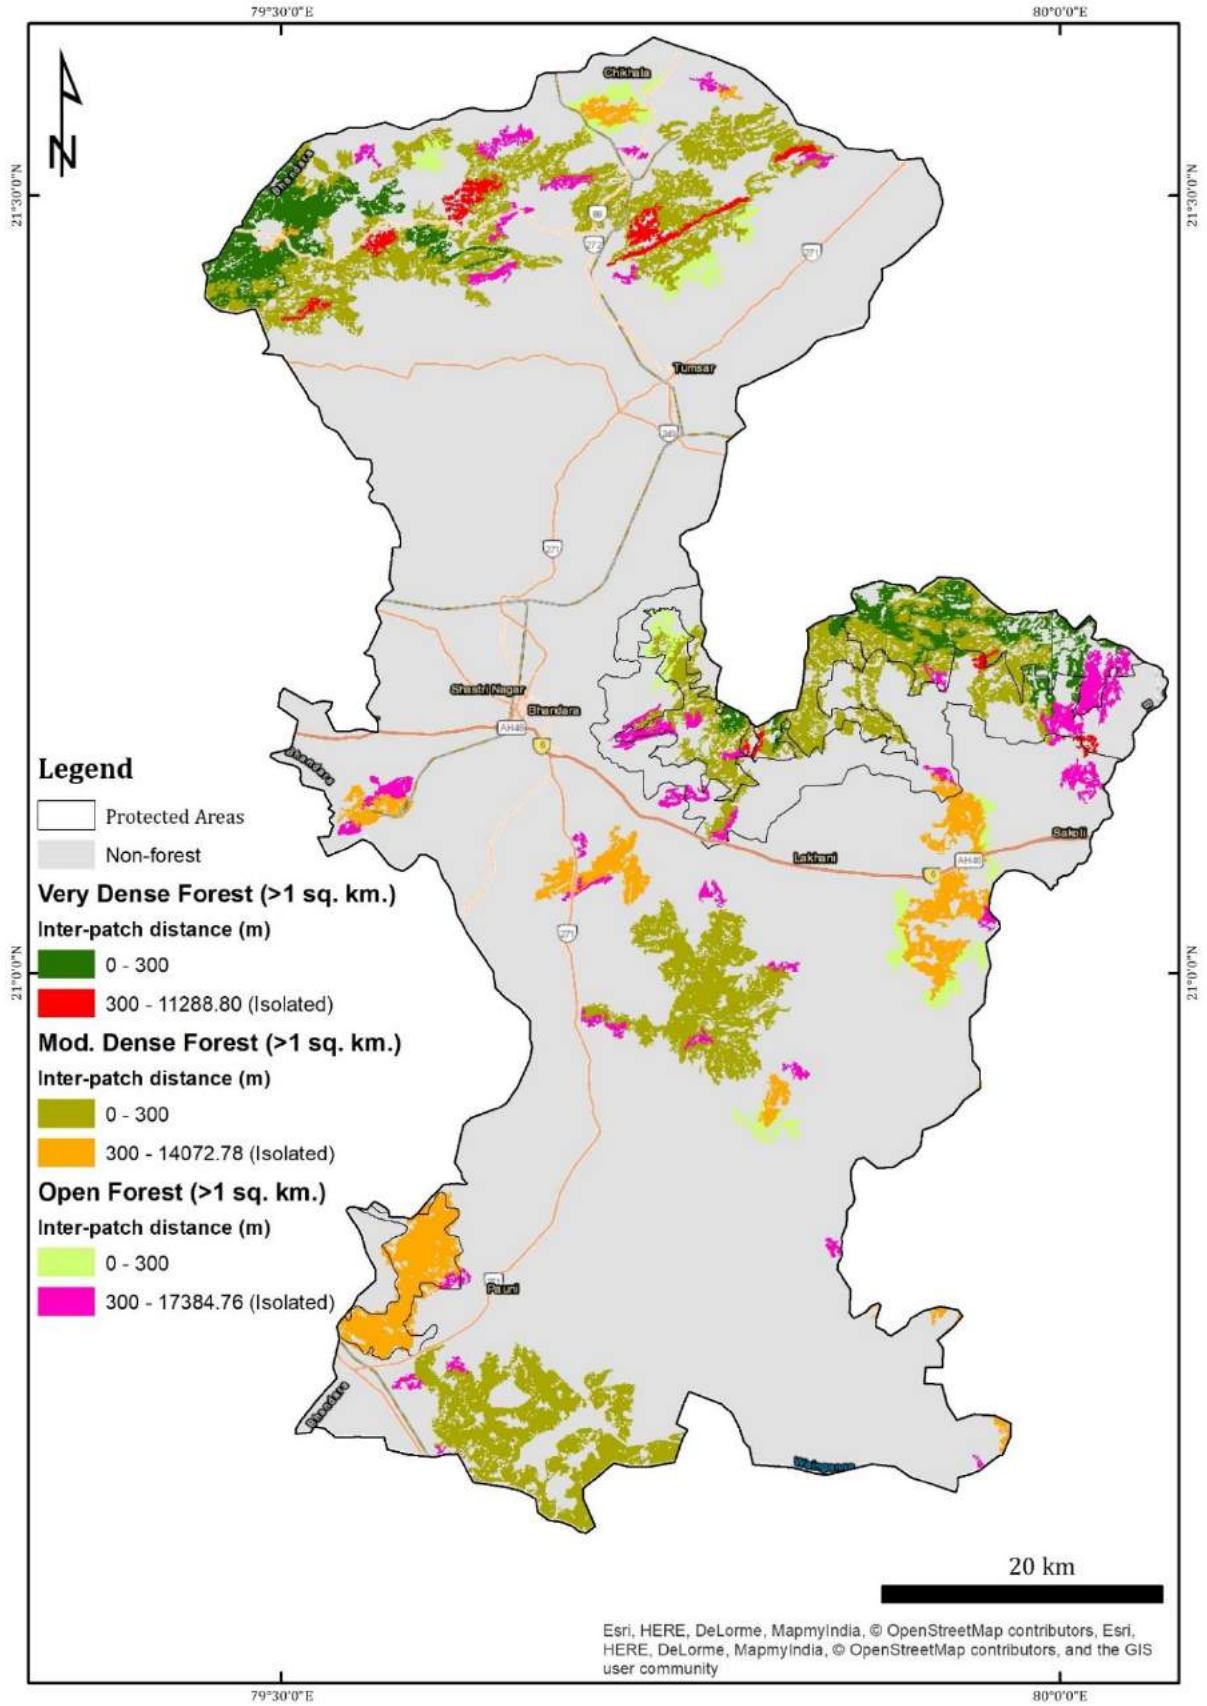 79°30'0"E
80°0'0"E
N
Chikhala
Bhandara
21°30'0"N
21°30'0"N
272
271
Tumsar
271
Shastri Nagar
Bhandara
AH46
6
Bhandara
Legend
Protected Areas
Non-forest
Very Dense Forest (>1 sq. km.)
Inter-patch distance (m)
0 - 300
300 - 11288.80 (Isolated)
Mod. Dense Forest (>1 sq. km.)
Inter-patch distance (m)
0 - 300
300 - 14072.78 (Isolated)
Open Forest (>1 sq. km.)
Inter-patch distance (m)
0 - 300
300 - 17384.76 (Isolated)
Sakoli
Lakhani
AH46
6
271
21°0'0"N
21°0'0"N
Pauni
Bhandara
Wainganga
20 km
Esri, HERE, DeLorme, MapmyIndia, © OpenStreetMap contributors, Esri,
HERE, DeLorme, MapmyIndia, © OpenStreetMap contributors, and the GIS
user community
79°30'0"E
80°0'0"E